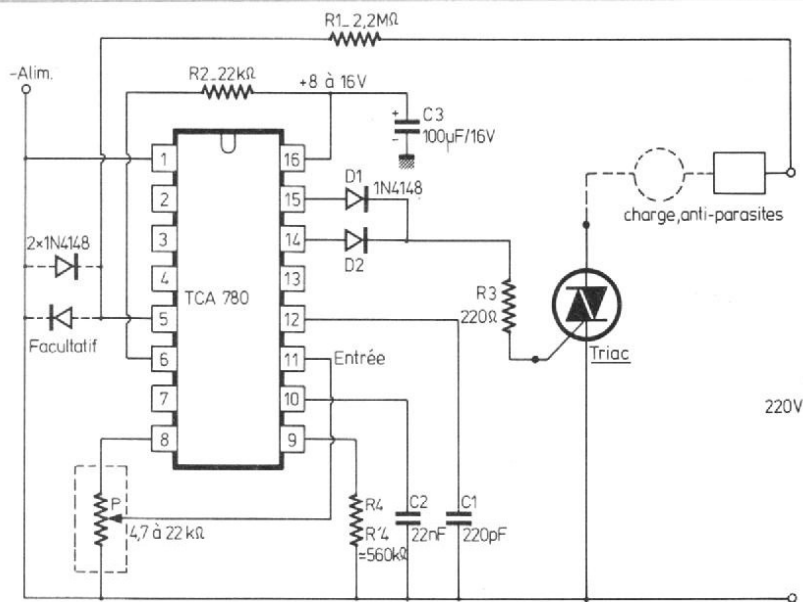 R1_2,2MΩ
-Alim.
R2_22kΩ
+8 à 16V
+
C3
-
100µF/16V
1
16
D1
2
15
1N4148
charge,anti-parasites
3
14
2×1N4148
D2
4
13
TCA 780
R3
220Ω
5
12
Facultatif
Triac
6
11
Entrée
7
10
220V
8
9
P
4,7 à 22kΩ
R4
C2
C1
R'4
22nF
220pF
=560kΩ